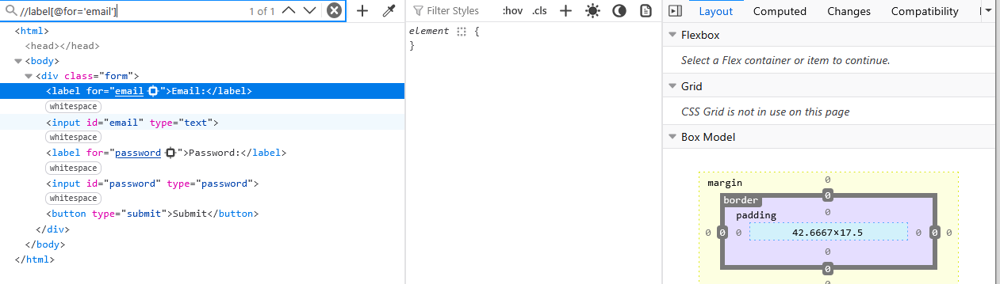 //label[@for='email']
1 of 1
<html>
<head></head>
<body>
<div class="form">
<label for="email">Email:</label>
whitespace
<input id="email" type="text">
whitespace
<label for="password">Password:</label>
whitespace
<input id="password" type="password">
whitespace
<button type="submit">Submit</button>
</div>
</body>
</html>
Filter Styles
:hov
.cls
element {
}
Layout
Computed
Changes
Compatibility
Flexbox
Select a Flex container or item to continue.
Grid
CSS Grid is not in use on this page
Box Model
margin
0
border
0
padding
0
0
0
0
42.6667×17.5
0
0
0
0
0